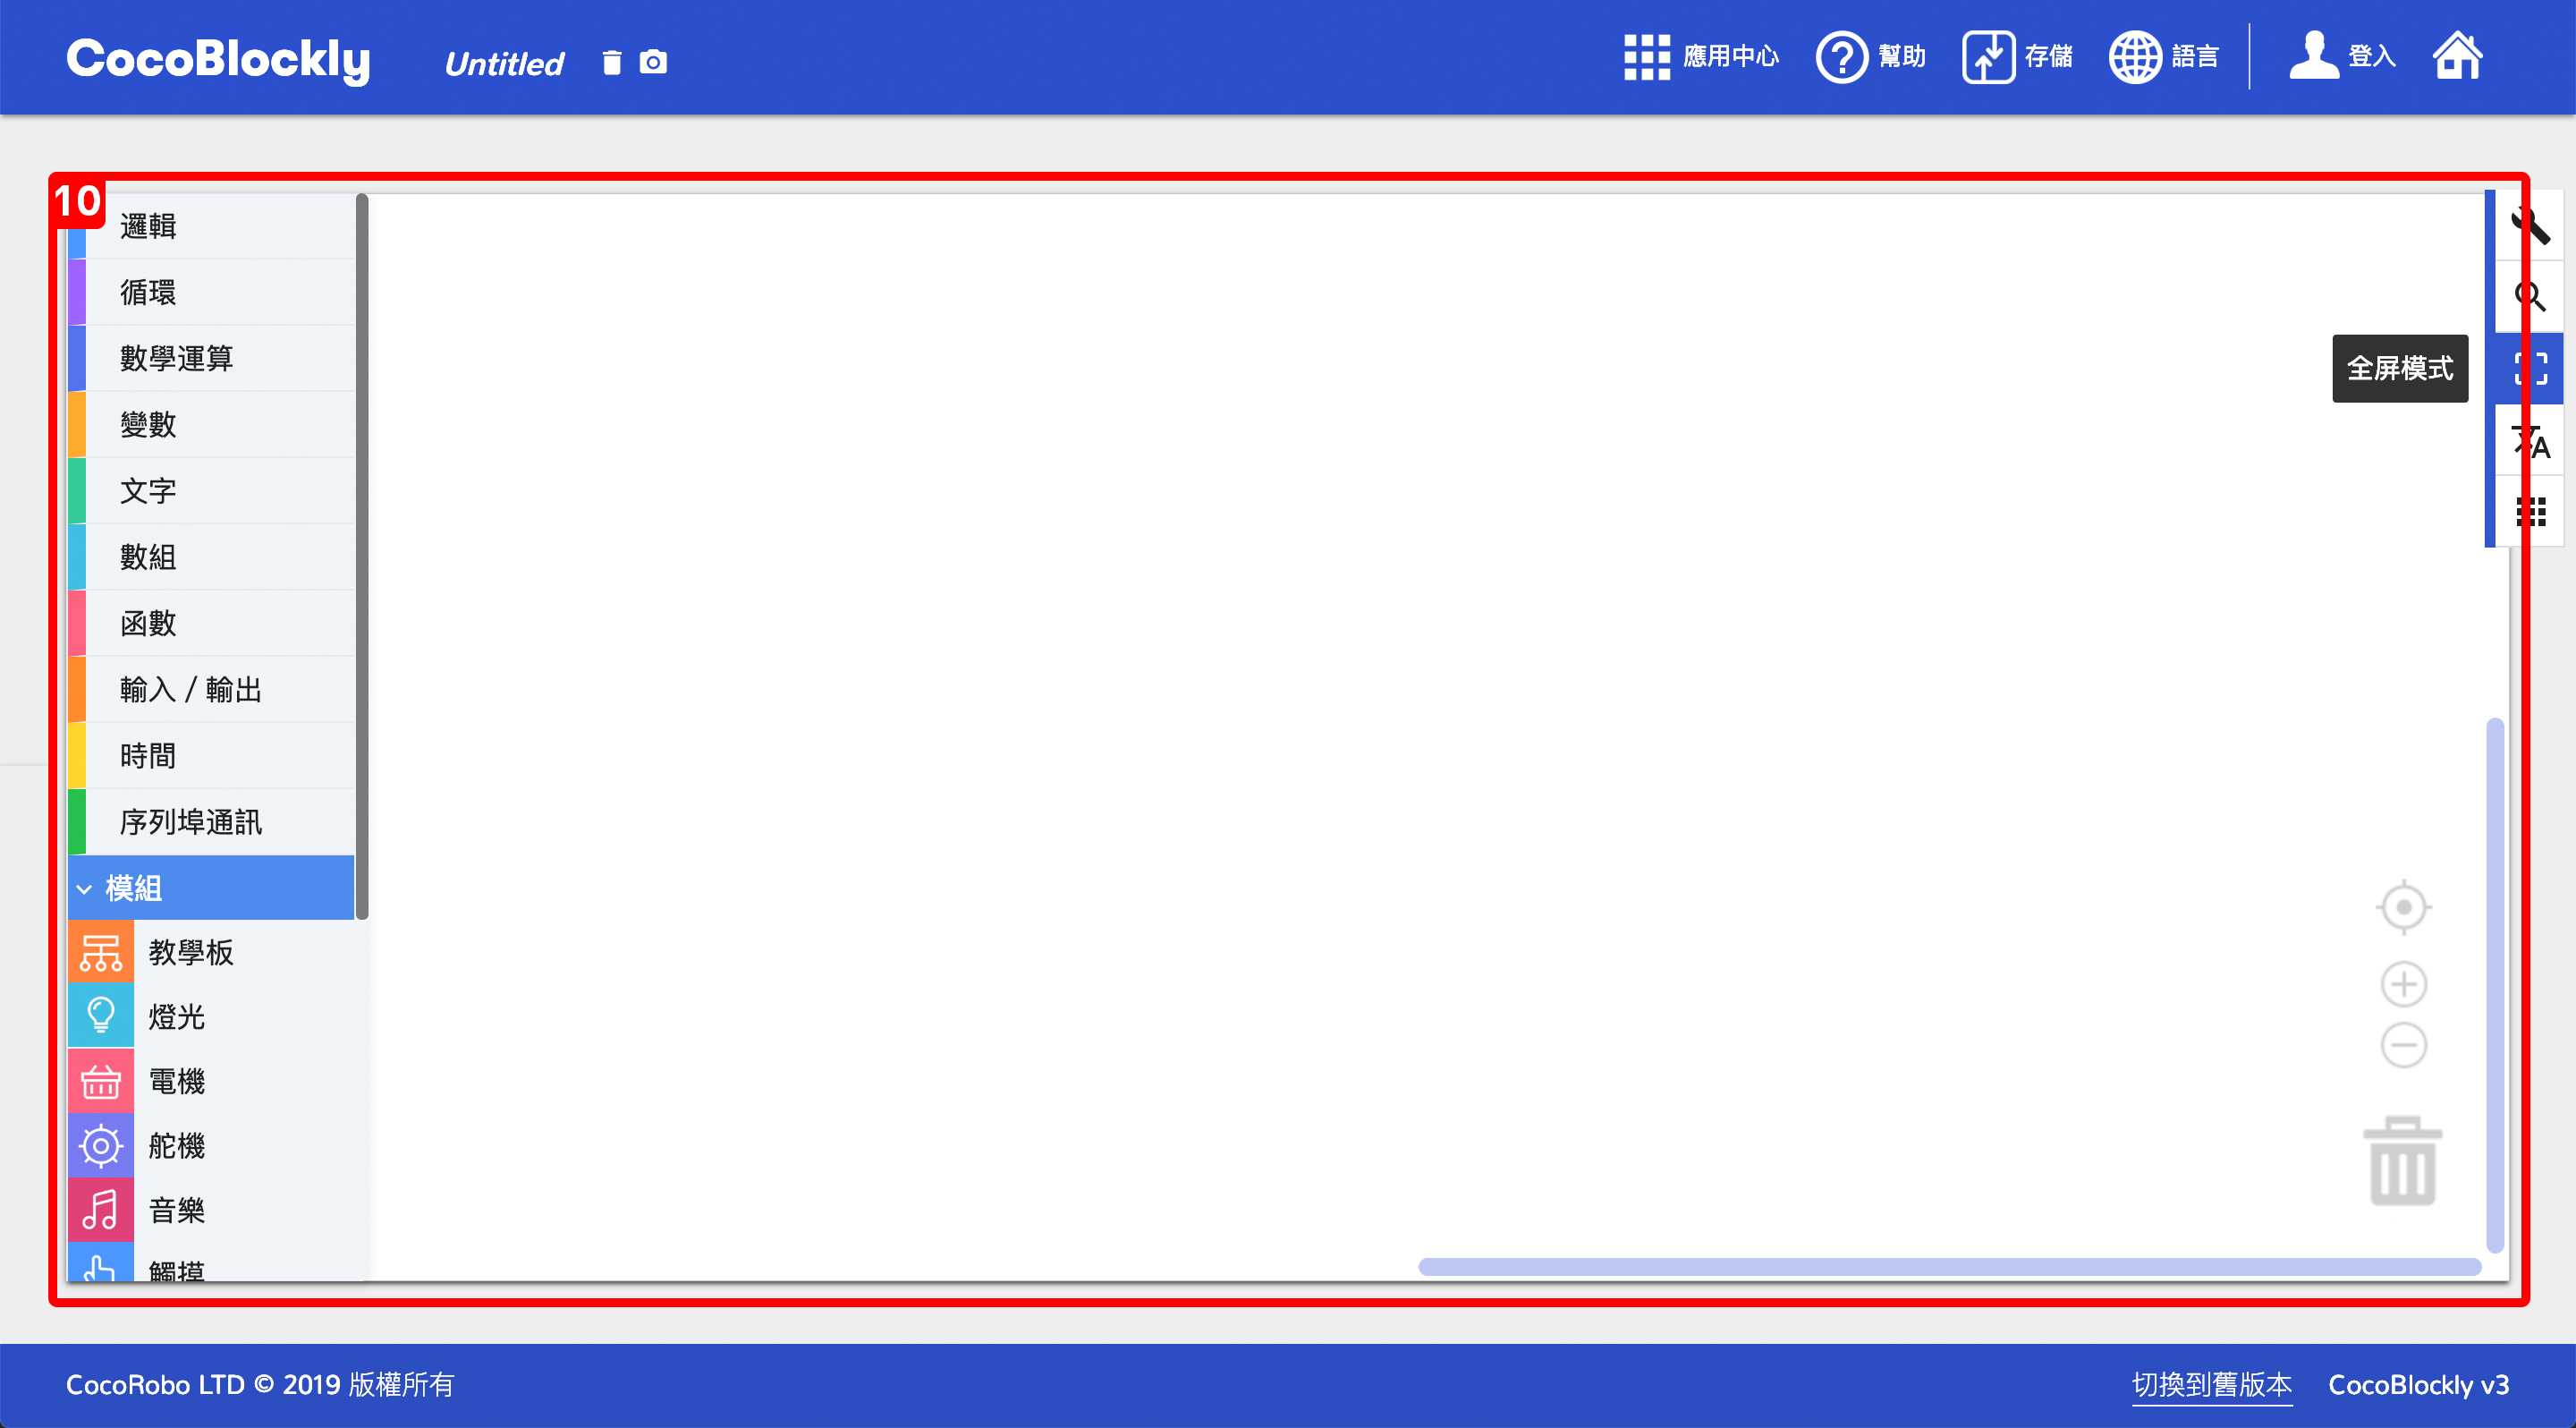 CocoBlockly
Untitled
應用中心
幫助
存儲
語言
登入
10
邏輯
循環
數學運算
變數
文字
數組
函數
輸入 / 輸出
時間
序列埠通訊
模組
教學板
燈光
電機
舵機
音樂
觸摸
全屏模式
CocoRobo LTD © 2019 版權所有
切換到舊版本
CocoBlockly v3